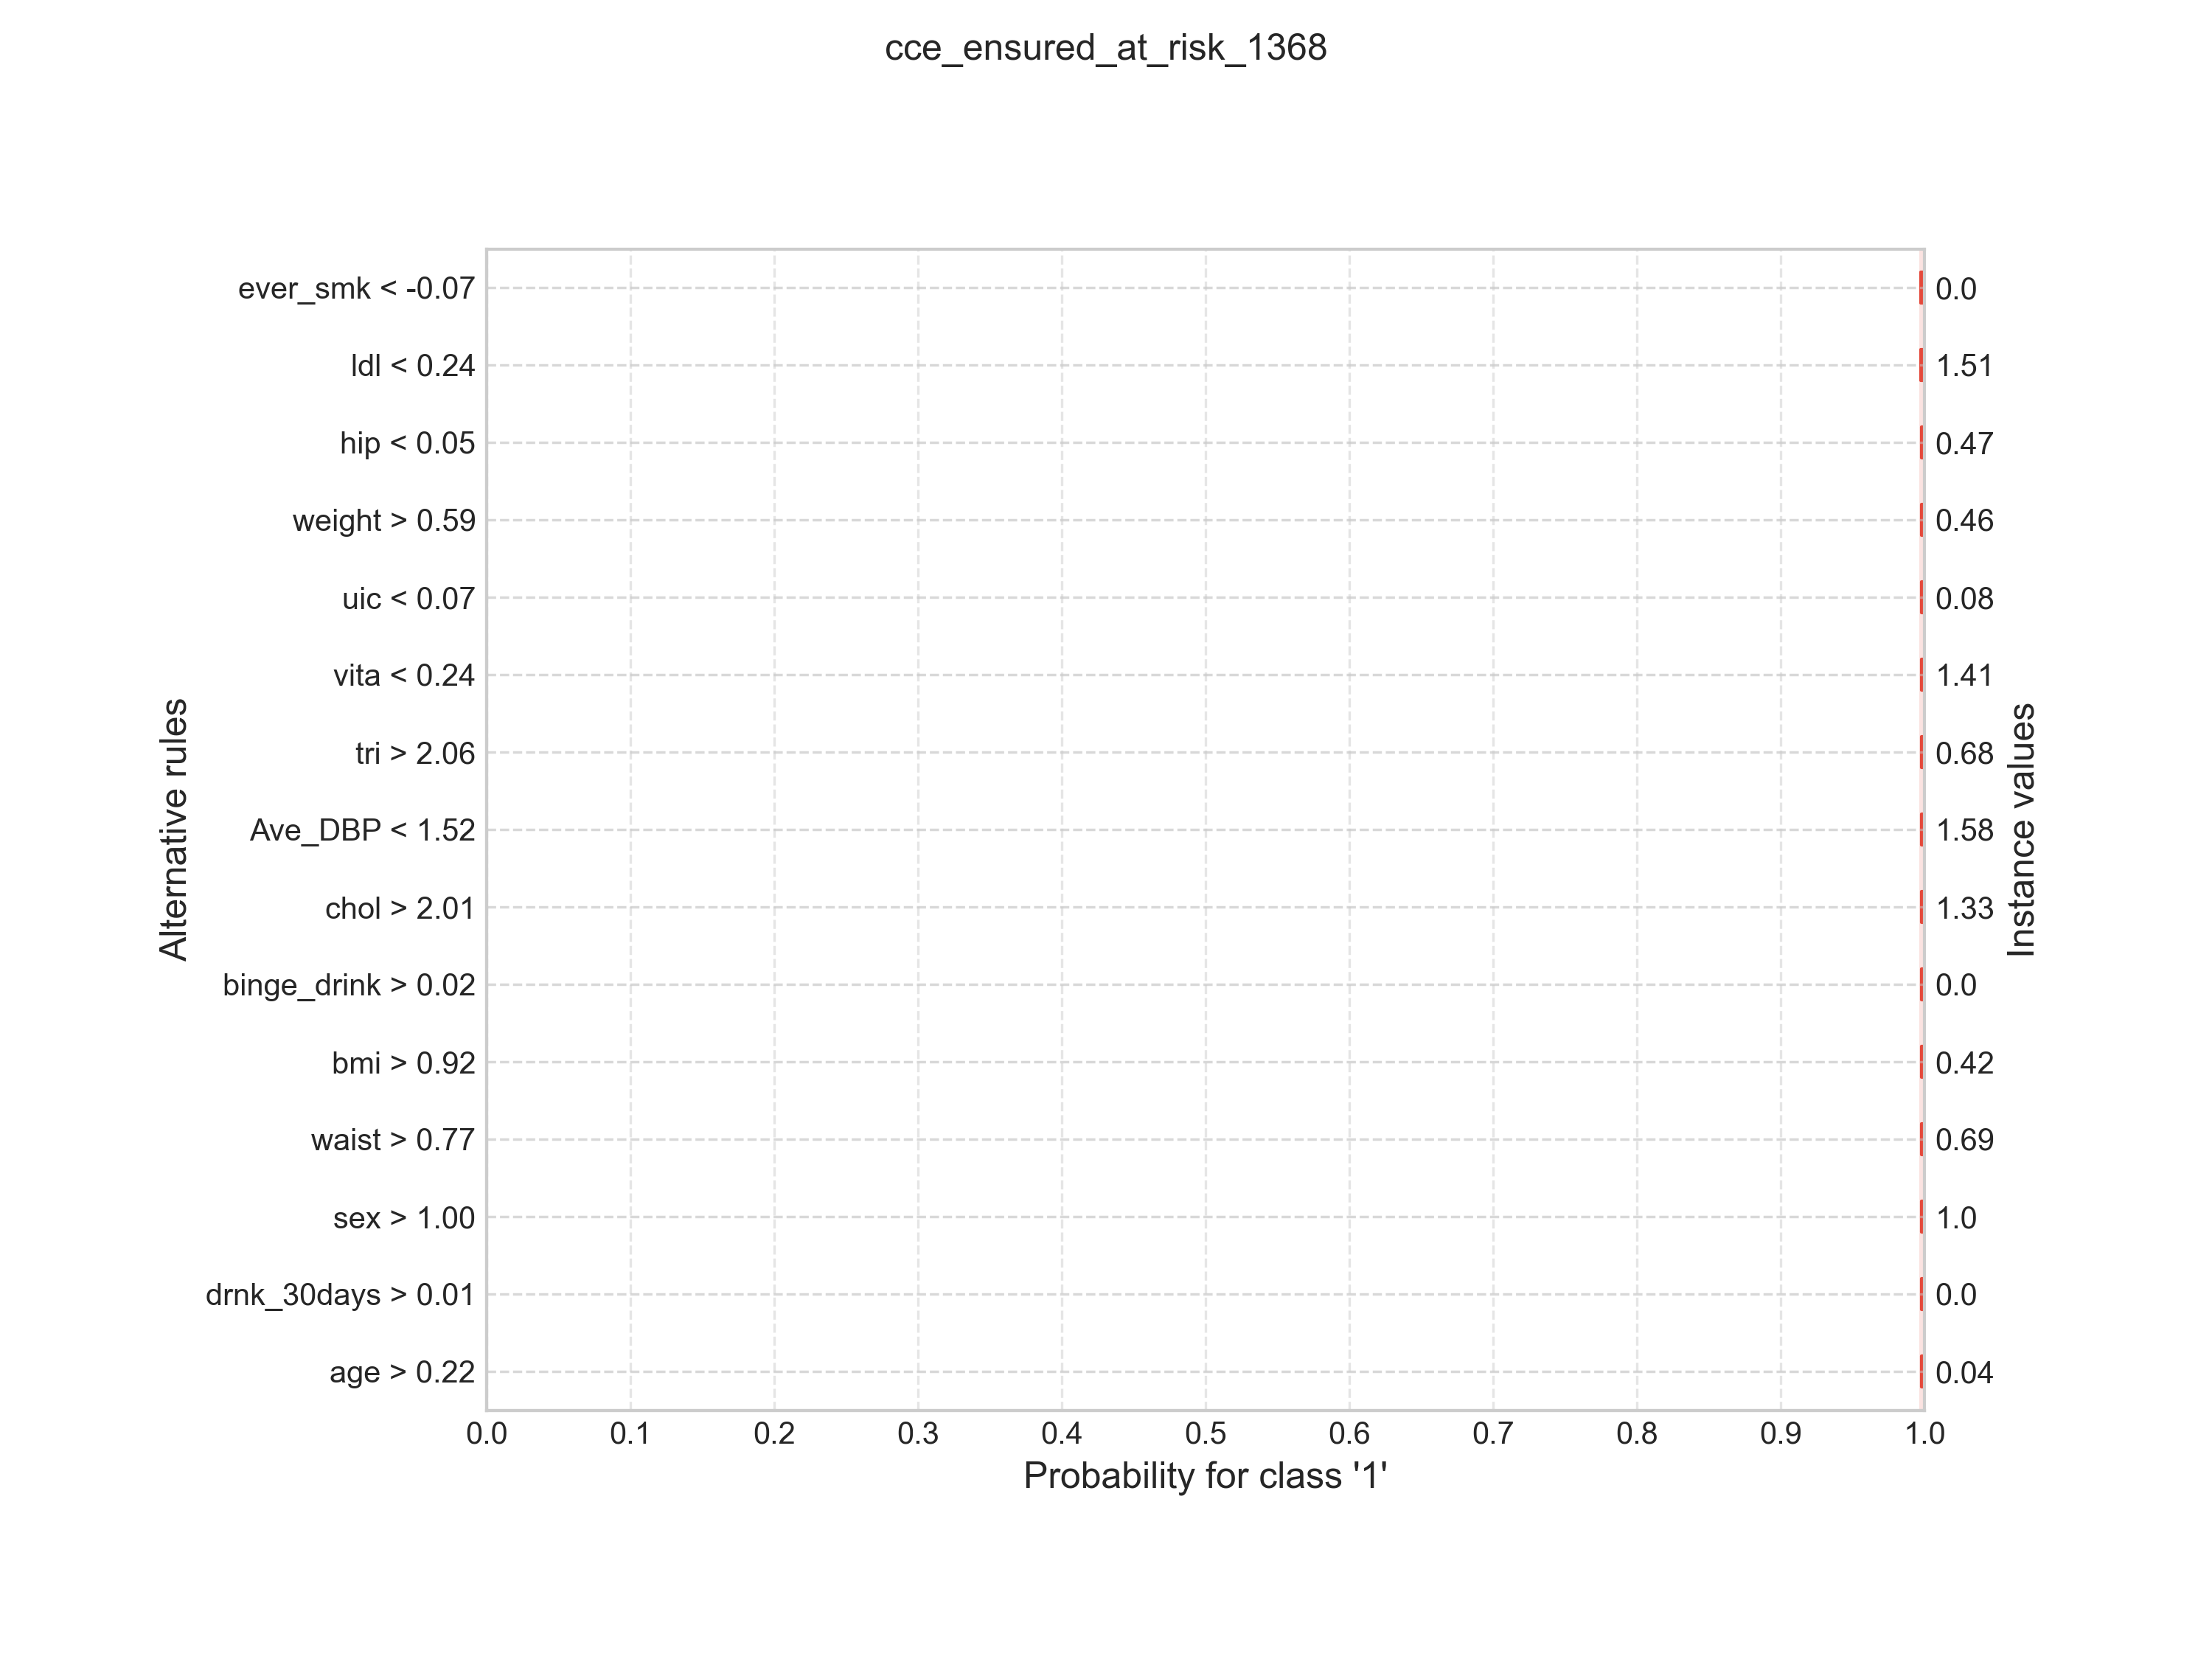 cce_ensured_at_risk_1368
ever_smk < -0.07 0.0
ldl < 0.24 1.51
hip < 0.05 0.47
weight > 0.59 0.46
uic < 0.07 0.08
vita < 0.24 1.41
tri > 2.06 0.68
Ave_DBP < 1.52 1.58
chol > 2.01 1.33
binge_drink > 0.02 0.0
bmi > 0.92 0.42
waist > 0.77 0.69
sex > 1.00 1.0
drnk_30days > 0.01 0.0
age > 0.22 0.04
Alternative rules
Instance values
0.0 0.1 0.2 0.3 0.4 0.5 0.6 0.7 0.8 0.9 1.0
Probability for class '1'